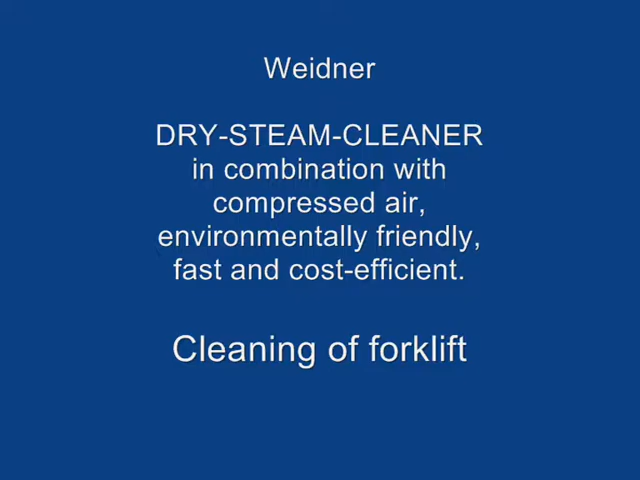 Weidner
DRY-STEAM-CLEANER
in combination with
compressed air,
environmentally friendly,
fast and cost-efficient.
Cleaning of forklift